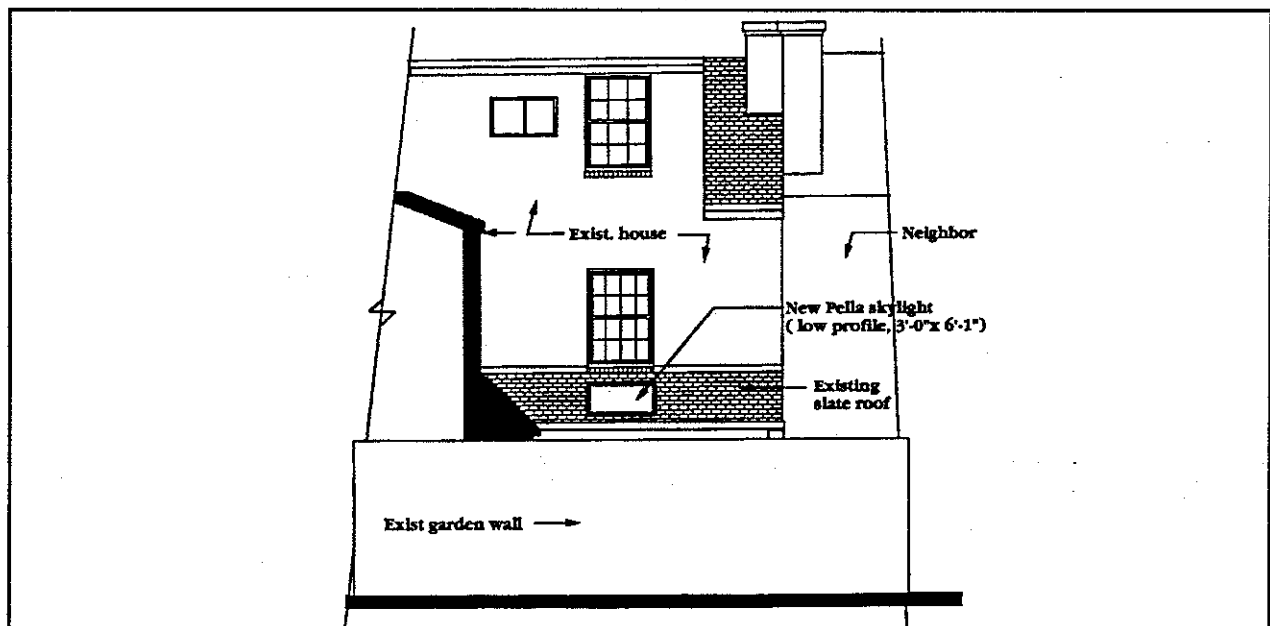 Exist. house
Neighbor
New Pella skylight
( low profile, 3'-0"x 6'-1")
Existing
slate roof
Exist garden wall